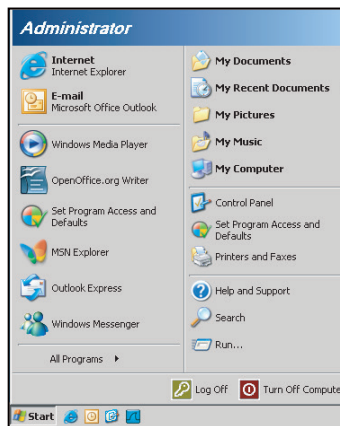 Administrator
Internet
Internet Explorer
E-mail
Microsoft Office Outlook
Windows Media Player
OpenOffice.org Writer
Set Program Access and
Defaults
MSN Explorer
Outlook Express
Windows Messenger
All Programs
My Documents
My Recent Documents
My Pictures
My Music
My Computer
Control Panel
Set Program Access and
Defaults
Printers and Faxes
Help and Support
Search
Run...
Log Off
Turn Off Compute
Start